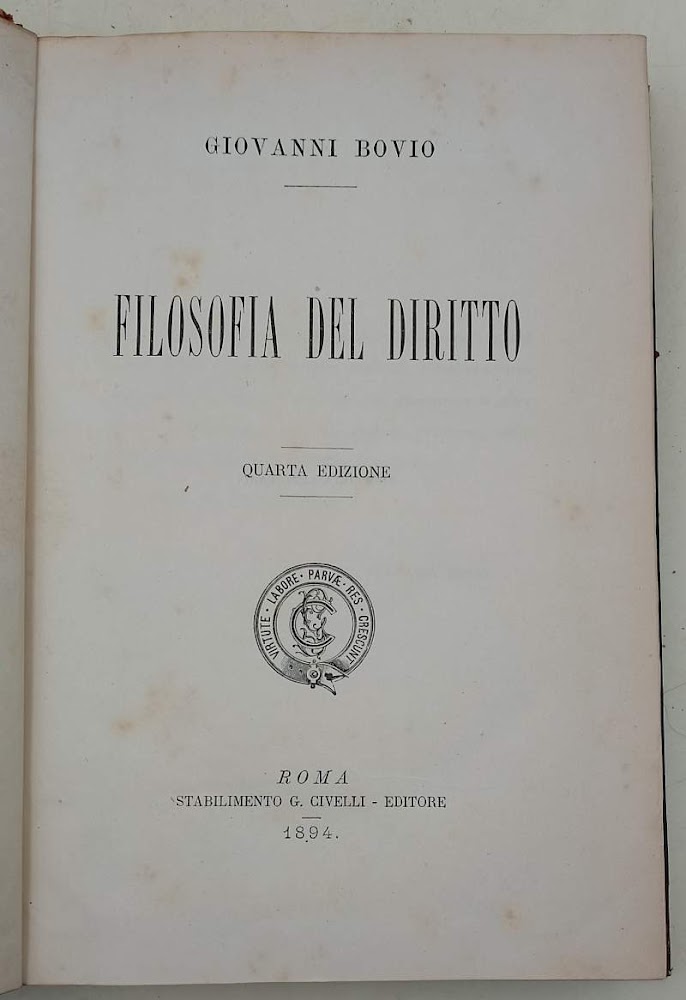 GIOVANNI BOVIO
FILOSOFIA DEL DIRITTO
QUARTA EDIZIONE
VIRTUTE · LABORE · PARVÆ · RES · CRESCUNT
ROMA
STABILIMENTO G. CIVELLI - EDITORE
1894.